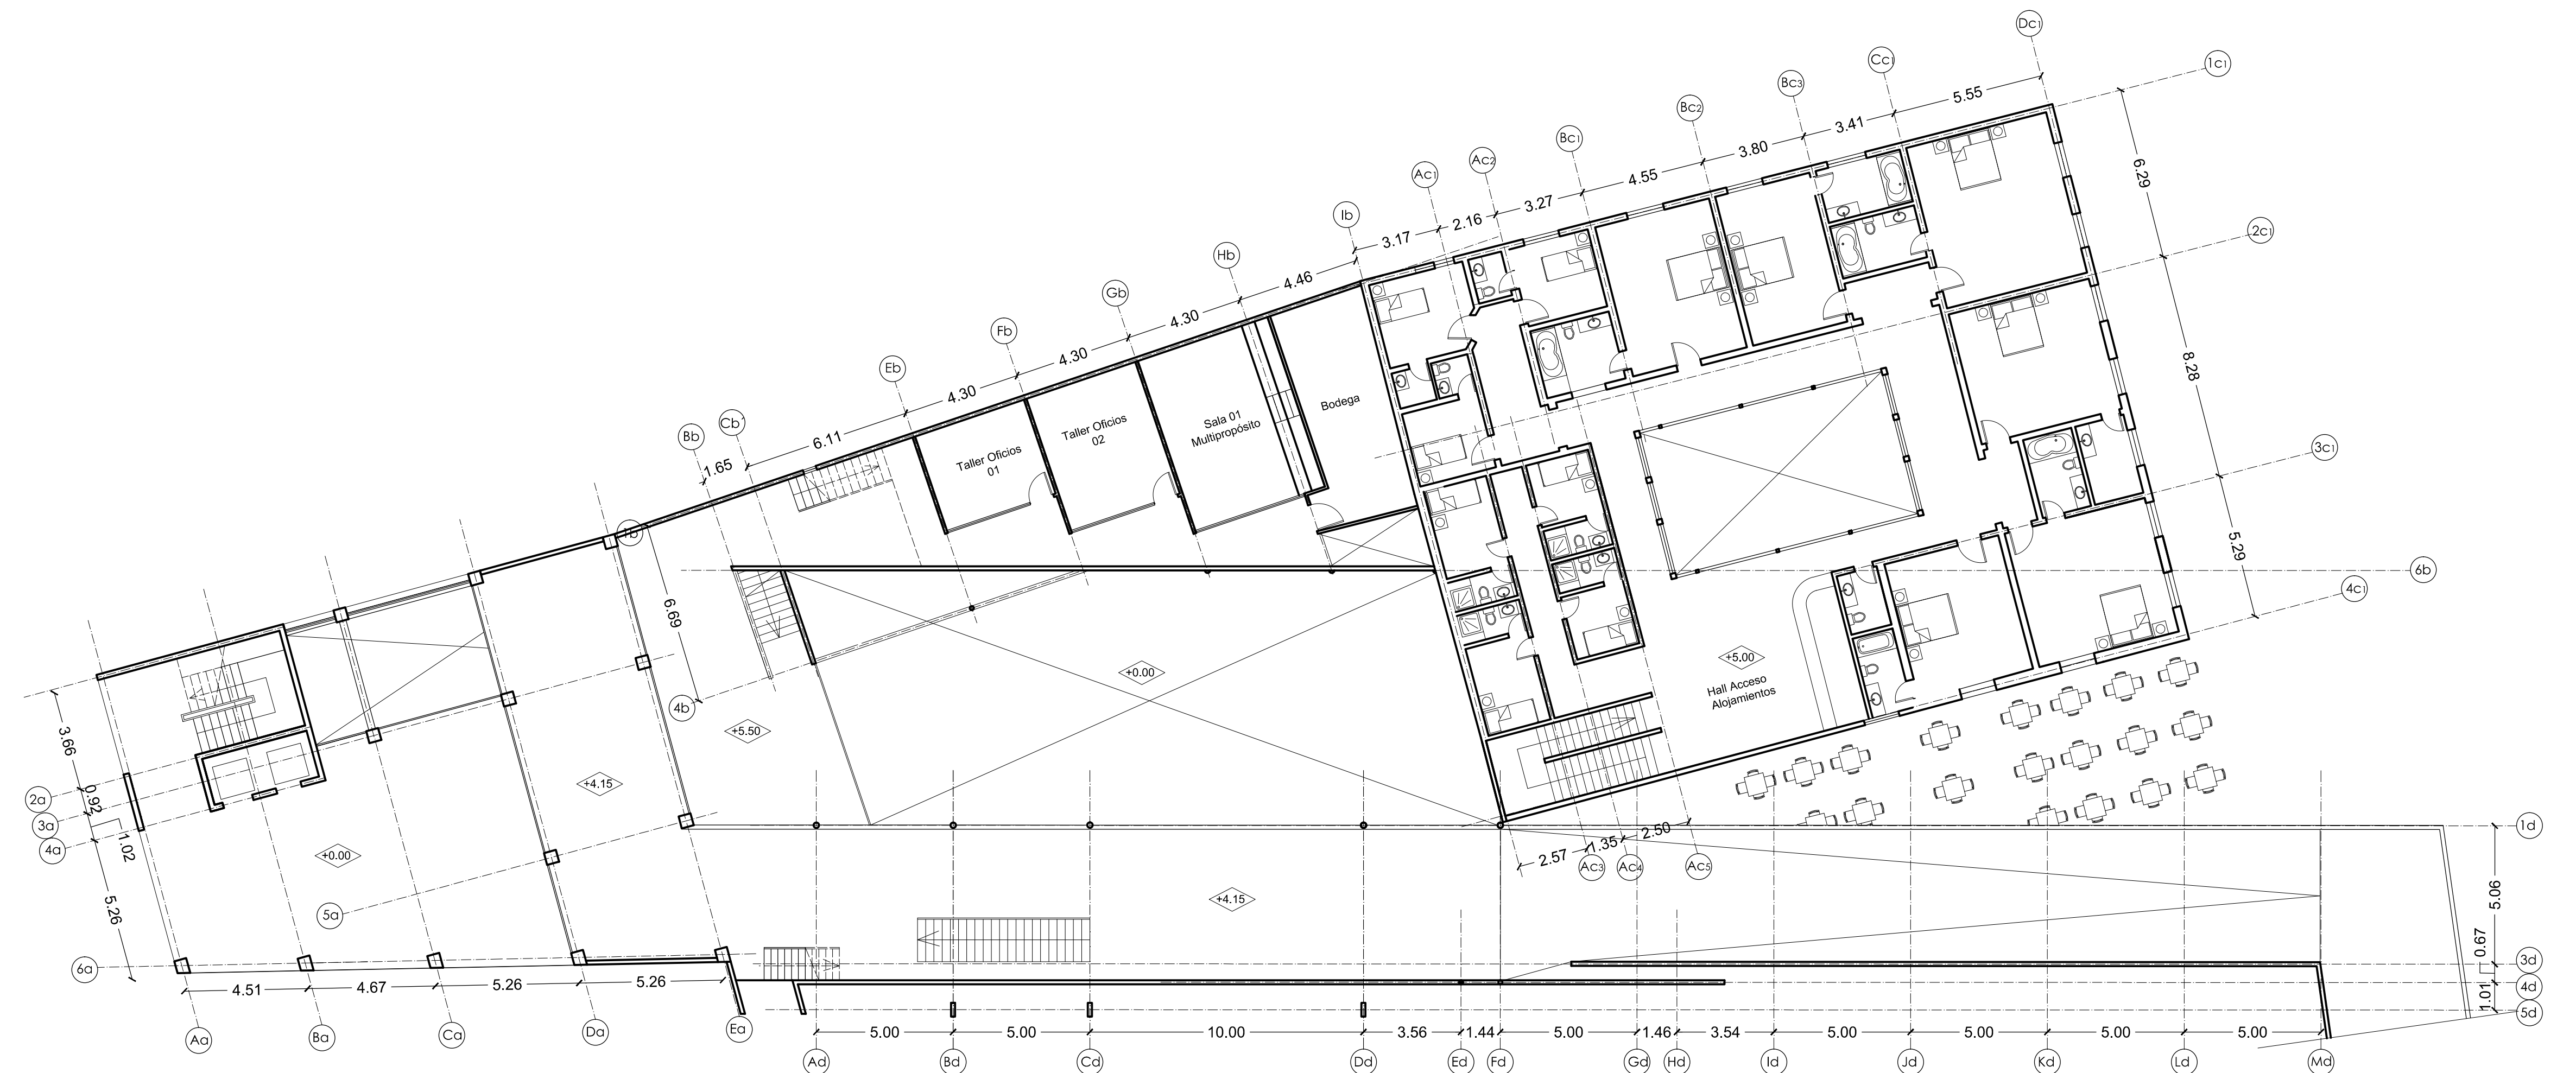 Dc1
Cc1
1c1
Bc3
5.55
Bc2
3.41
Bc1
3.80
6.29
Ac2
4.55
Ac1
3.27
2c1
Ib
2.16
3.17
Hb
4.46
Gb
4.30
Fb
4.30
8.28
Eb
4.30
Bodega
Sala 01
Multipropósito
Taller Oficios
02
Taller Oficios
01
Cb'
Bb
6.11
1.65
3c1
1b
5.29
6b
4c1
6.69
+0.00
+5.00
Hall Acceso
Alojamientos
4b
+5.50
3.66
+4.15
2a
0.92
3a
4a
1.02
+0.00
1d
2.57
1.35
2.50
Ac3
Ac4
Ac5
5.26
5a
+4.15
5.06
0.67
6a
3d
4d
1.01
5d
4.51
4.67
5.26
5.26
Aa
Ba
Ca
Da
Ea
5.00
5.00
10.00
3.56
1.44
5.00
1.46
3.54
5.00
5.00
5.00
5.00
Ad
Bd
Cd
Dd
Ed
Fd
Gd
Hd
Id
Jd
Kd
Ld
Md